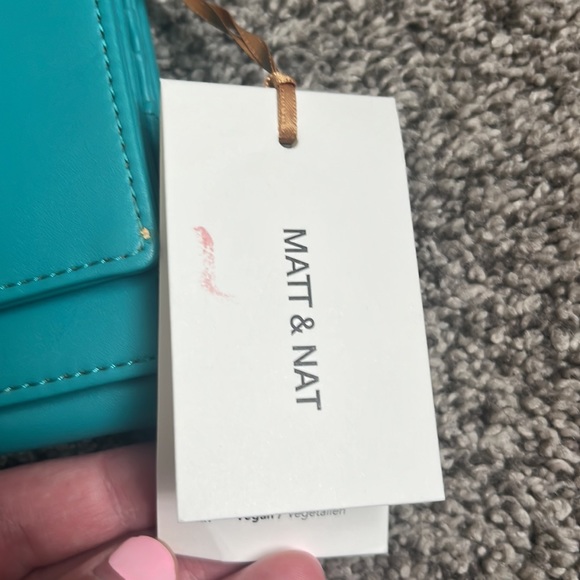 MATT & NAT
Vegan / Végétalien